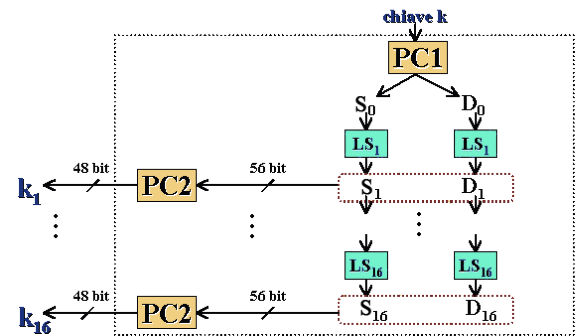 chiave k
PC1
S0 D0
LS1 LS1
48 bit 56 bit
k1 PC2 S1 D1
LS16 LS16
48 bit 56 bit
k16 PC2 S16 D16